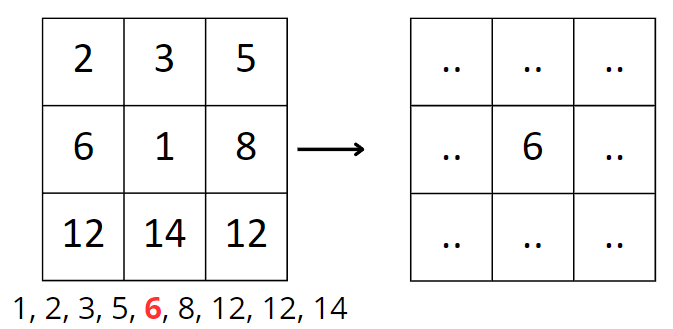 2 3 5 .. .. ..
6 1 8 .. 6 ..
12 14 12 .. .. ..
1, 2, 3, 5, 6, 8, 12, 12, 14